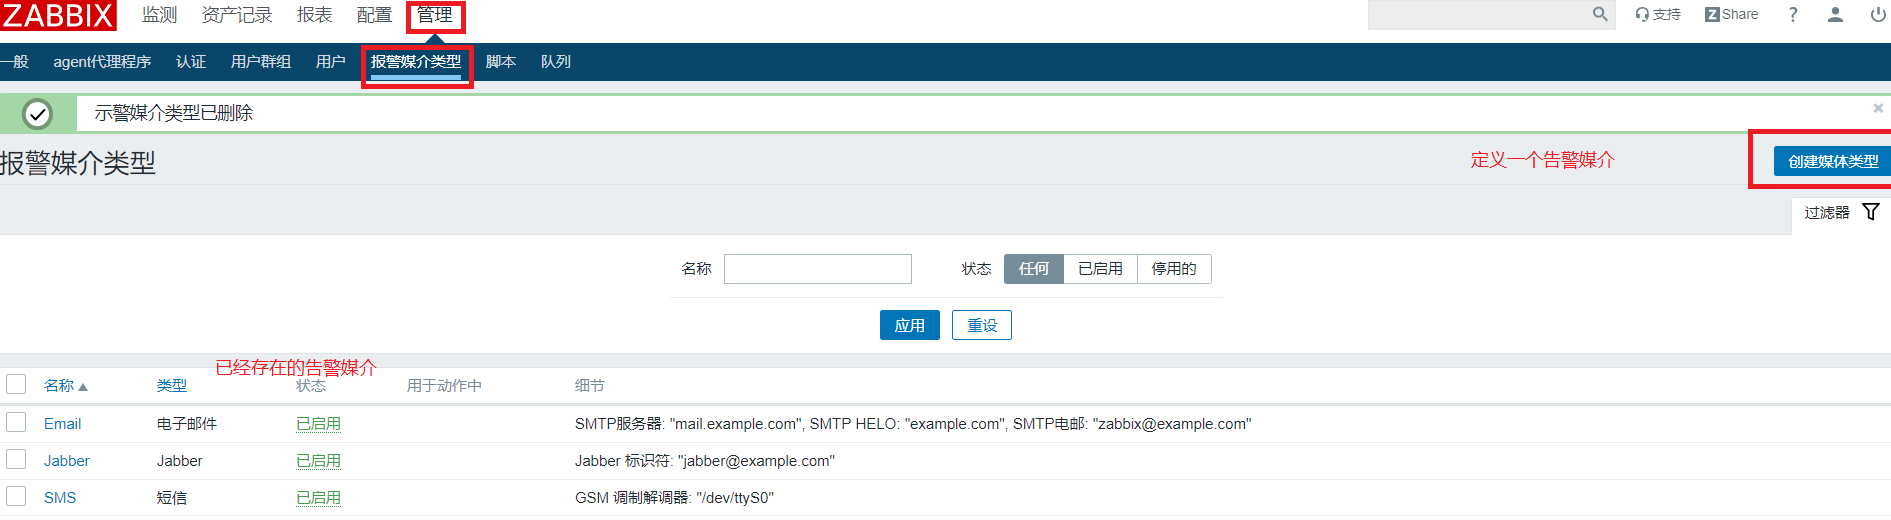 ZABBIX 监测 资产记录 报表 配置 管理 支持 Z Share ?
一般 agent代理程序 认证 用户群组 用户 报警媒介类型 脚本 队列
示警媒介类型已删除
报警媒介类型 定义一个告警媒介 创建媒体类型
过滤器
名称 状态 任何 已启用 停用的
应用 重设
已经存在的告警媒介
名称 类型 状态 用于动作中 细节
Email 电子邮件 已启用 SMTP服务器: "mail.example.com", SMTP HELO: "example.com", SMTP电邮: "zabbix@example.com"
Jabber Jabber 已启用 Jabber 标识符: "jabber@example.com"
SMS 短信 已启用 GSM 调制解调器: "/dev/ttyS0"